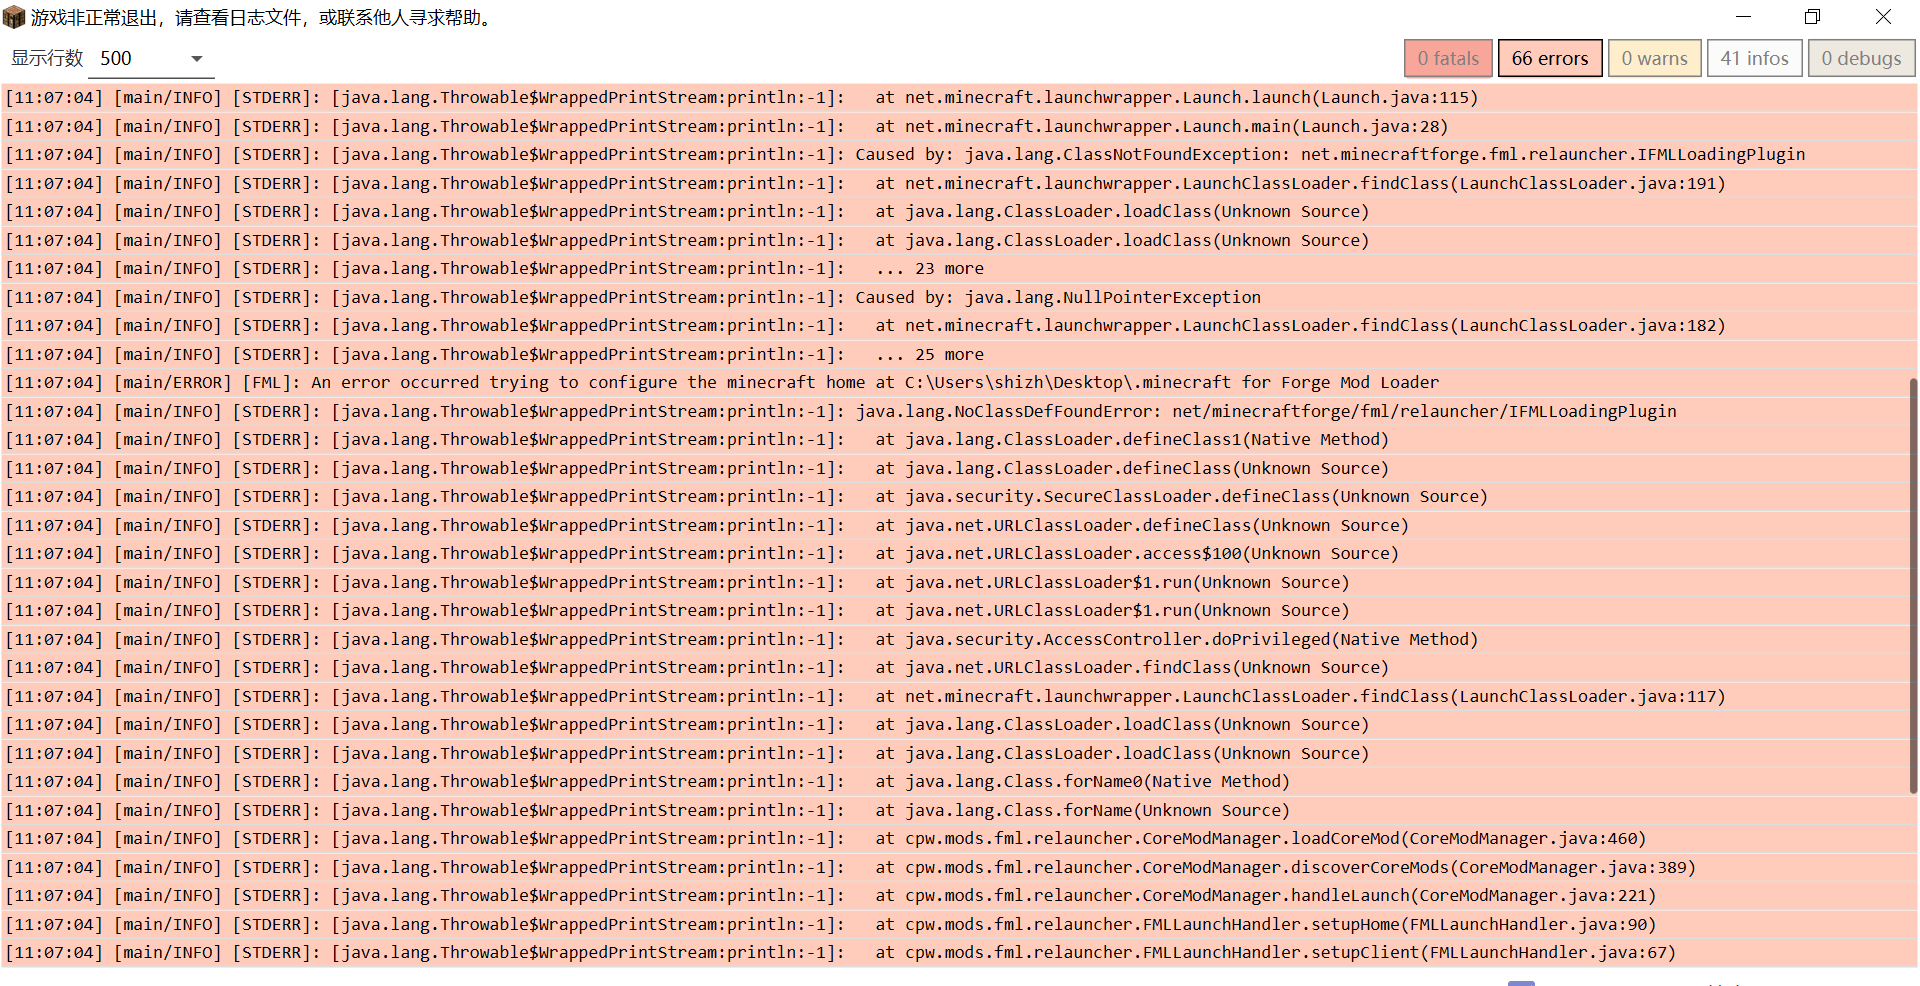 游戏非正常退出，请查看日志文件，或联系他人寻求帮助。
显示行数 500 0 fatals 66 errors 0 warns 41 infos 0 debugs
[11:07:04] [main/INFO] [STDERR]: [java.lang.Throwable$WrappedPrintStream:println:-1]:   at net.minecraft.launchwrapper.Launch.launch(Launch.java:115)
[11:07:04] [main/INFO] [STDERR]: [java.lang.Throwable$WrappedPrintStream:println:-1]:   at net.minecraft.launchwrapper.Launch.main(Launch.java:28)
[11:07:04] [main/INFO] [STDERR]: [java.lang.Throwable$WrappedPrintStream:println:-1]: Caused by: java.lang.ClassNotFoundException: net.minecraftforge.fml.relauncher.IFMLLoadingPlugin
[11:07:04] [main/INFO] [STDERR]: [java.lang.Throwable$WrappedPrintStream:println:-1]:   at net.minecraft.launchwrapper.LaunchClassLoader.findClass(LaunchClassLoader.java:191)
[11:07:04] [main/INFO] [STDERR]: [java.lang.Throwable$WrappedPrintStream:println:-1]:   at java.lang.ClassLoader.loadClass(Unknown Source)
[11:07:04] [main/INFO] [STDERR]: [java.lang.Throwable$WrappedPrintStream:println:-1]:   at java.lang.ClassLoader.loadClass(Unknown Source)
[11:07:04] [main/INFO] [STDERR]: [java.lang.Throwable$WrappedPrintStream:println:-1]:   ... 23 more
[11:07:04] [main/INFO] [STDERR]: [java.lang.Throwable$WrappedPrintStream:println:-1]: Caused by: java.lang.NullPointerException
[11:07:04] [main/INFO] [STDERR]: [java.lang.Throwable$WrappedPrintStream:println:-1]:   at net.minecraft.launchwrapper.LaunchClassLoader.findClass(LaunchClassLoader.java:182)
[11:07:04] [main/INFO] [STDERR]: [java.lang.Throwable$WrappedPrintStream:println:-1]:   ... 25 more
[11:07:04] [main/ERROR] [FML]: An error occurred trying to configure the minecraft home at C:\Users\shizh\Desktop\.minecraft for Forge Mod Loader
[11:07:04] [main/INFO] [STDERR]: [java.lang.Throwable$WrappedPrintStream:println:-1]: java.lang.NoClassDefFoundError: net/minecraftforge/fml/relauncher/IFMLLoadingPlugin
[11:07:04] [main/INFO] [STDERR]: [java.lang.Throwable$WrappedPrintStream:println:-1]:   at java.lang.ClassLoader.defineClass1(Native Method)
[11:07:04] [main/INFO] [STDERR]: [java.lang.Throwable$WrappedPrintStream:println:-1]:   at java.lang.ClassLoader.defineClass(Unknown Source)
[11:07:04] [main/INFO] [STDERR]: [java.lang.Throwable$WrappedPrintStream:println:-1]:   at java.security.SecureClassLoader.defineClass(Unknown Source)
[11:07:04] [main/INFO] [STDERR]: [java.lang.Throwable$WrappedPrintStream:println:-1]:   at java.net.URLClassLoader.defineClass(Unknown Source)
[11:07:04] [main/INFO] [STDERR]: [java.lang.Throwable$WrappedPrintStream:println:-1]:   at java.net.URLClassLoader.access$100(Unknown Source)
[11:07:04] [main/INFO] [STDERR]: [java.lang.Throwable$WrappedPrintStream:println:-1]:   at java.net.URLClassLoader$1.run(Unknown Source)
[11:07:04] [main/INFO] [STDERR]: [java.lang.Throwable$WrappedPrintStream:println:-1]:   at java.net.URLClassLoader$1.run(Unknown Source)
[11:07:04] [main/INFO] [STDERR]: [java.lang.Throwable$WrappedPrintStream:println:-1]:   at java.security.AccessController.doPrivileged(Native Method)
[11:07:04] [main/INFO] [STDERR]: [java.lang.Throwable$WrappedPrintStream:println:-1]:   at java.net.URLClassLoader.findClass(Unknown Source)
[11:07:04] [main/INFO] [STDERR]: [java.lang.Throwable$WrappedPrintStream:println:-1]:   at net.minecraft.launchwrapper.LaunchClassLoader.findClass(LaunchClassLoader.java:117)
[11:07:04] [main/INFO] [STDERR]: [java.lang.Throwable$WrappedPrintStream:println:-1]:   at java.lang.ClassLoader.loadClass(Unknown Source)
[11:07:04] [main/INFO] [STDERR]: [java.lang.Throwable$WrappedPrintStream:println:-1]:   at java.lang.ClassLoader.loadClass(Unknown Source)
[11:07:04] [main/INFO] [STDERR]: [java.lang.Throwable$WrappedPrintStream:println:-1]:   at java.lang.Class.forName0(Native Method)
[11:07:04] [main/INFO] [STDERR]: [java.lang.Throwable$WrappedPrintStream:println:-1]:   at java.lang.Class.forName(Unknown Source)
[11:07:04] [main/INFO] [STDERR]: [java.lang.Throwable$WrappedPrintStream:println:-1]:   at cpw.mods.fml.relauncher.CoreModManager.loadCoreMod(CoreModManager.java:460)
[11:07:04] [main/INFO] [STDERR]: [java.lang.Throwable$WrappedPrintStream:println:-1]:   at cpw.mods.fml.relauncher.CoreModManager.discoverCoreMods(CoreModManager.java:389)
[11:07:04] [main/INFO] [STDERR]: [java.lang.Throwable$WrappedPrintStream:println:-1]:   at cpw.mods.fml.relauncher.CoreModManager.handleLaunch(CoreModManager.java:221)
[11:07:04] [main/INFO] [STDERR]: [java.lang.Throwable$WrappedPrintStream:println:-1]:   at cpw.mods.fml.relauncher.FMLLaunchHandler.setupHome(FMLLaunchHandler.java:90)
[11:07:04] [main/INFO] [STDERR]: [java.lang.Throwable$WrappedPrintStream:println:-1]:   at cpw.mods.fml.relauncher.FMLLaunchHandler.setupClient(FMLLaunchHandler.java:67)